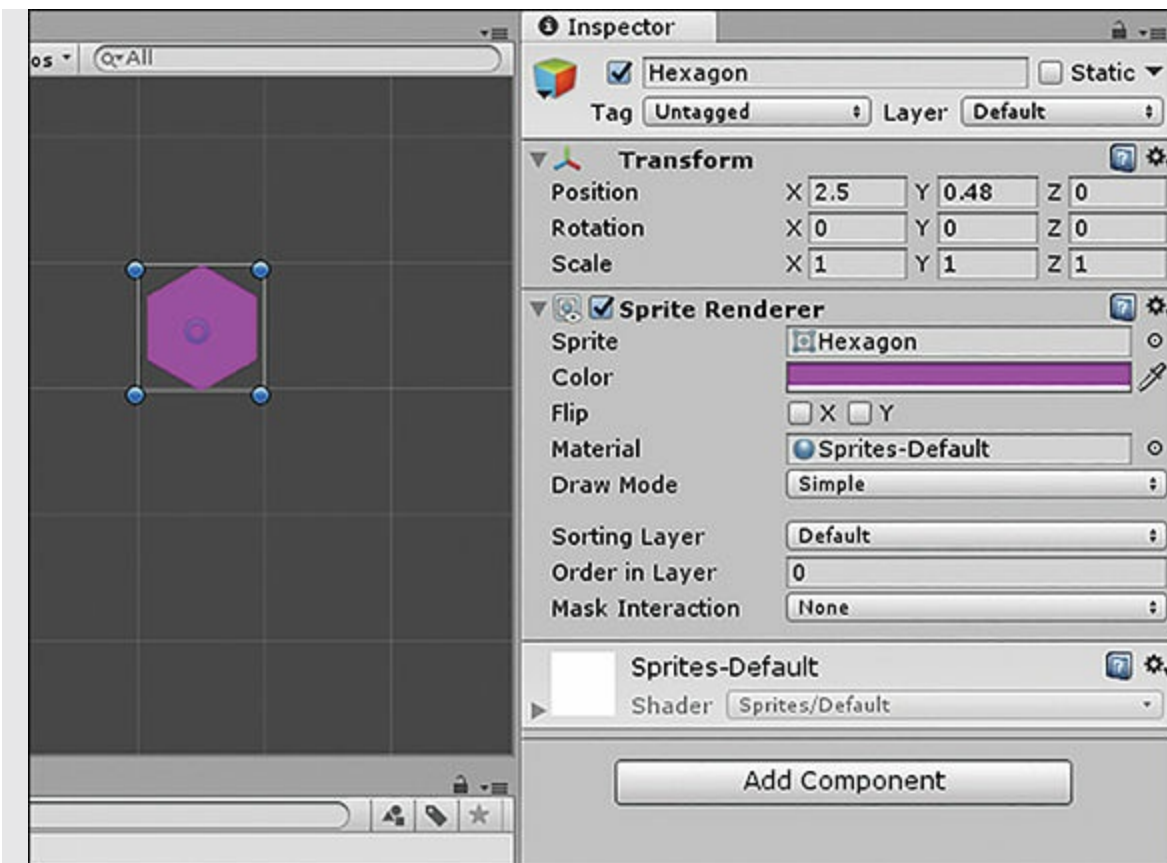 Inspector
os
All
Hexagon Static
Tag Untagged Layer Default
Transform
Position X 2.5 Y 0.48 Z 0
Rotation X 0 Y 0 Z 0
Scale X 1 Y 1 Z 1
Sprite Renderer
Sprite Hexagon
Color
Flip X Y
Material Sprites-Default
Draw Mode Simple
Sorting Layer Default
Order in Layer 0
Mask Interaction None
Sprites-Default
Shader Sprites/Default
Add Component